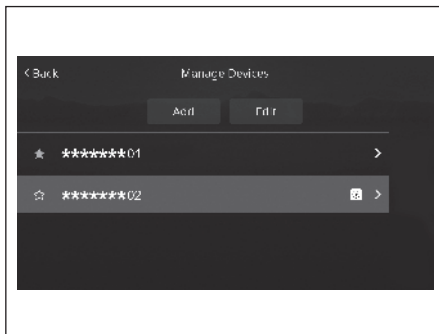 < Back Manage Devices
Add Edit
★ *******01 >
☆ *******02 >